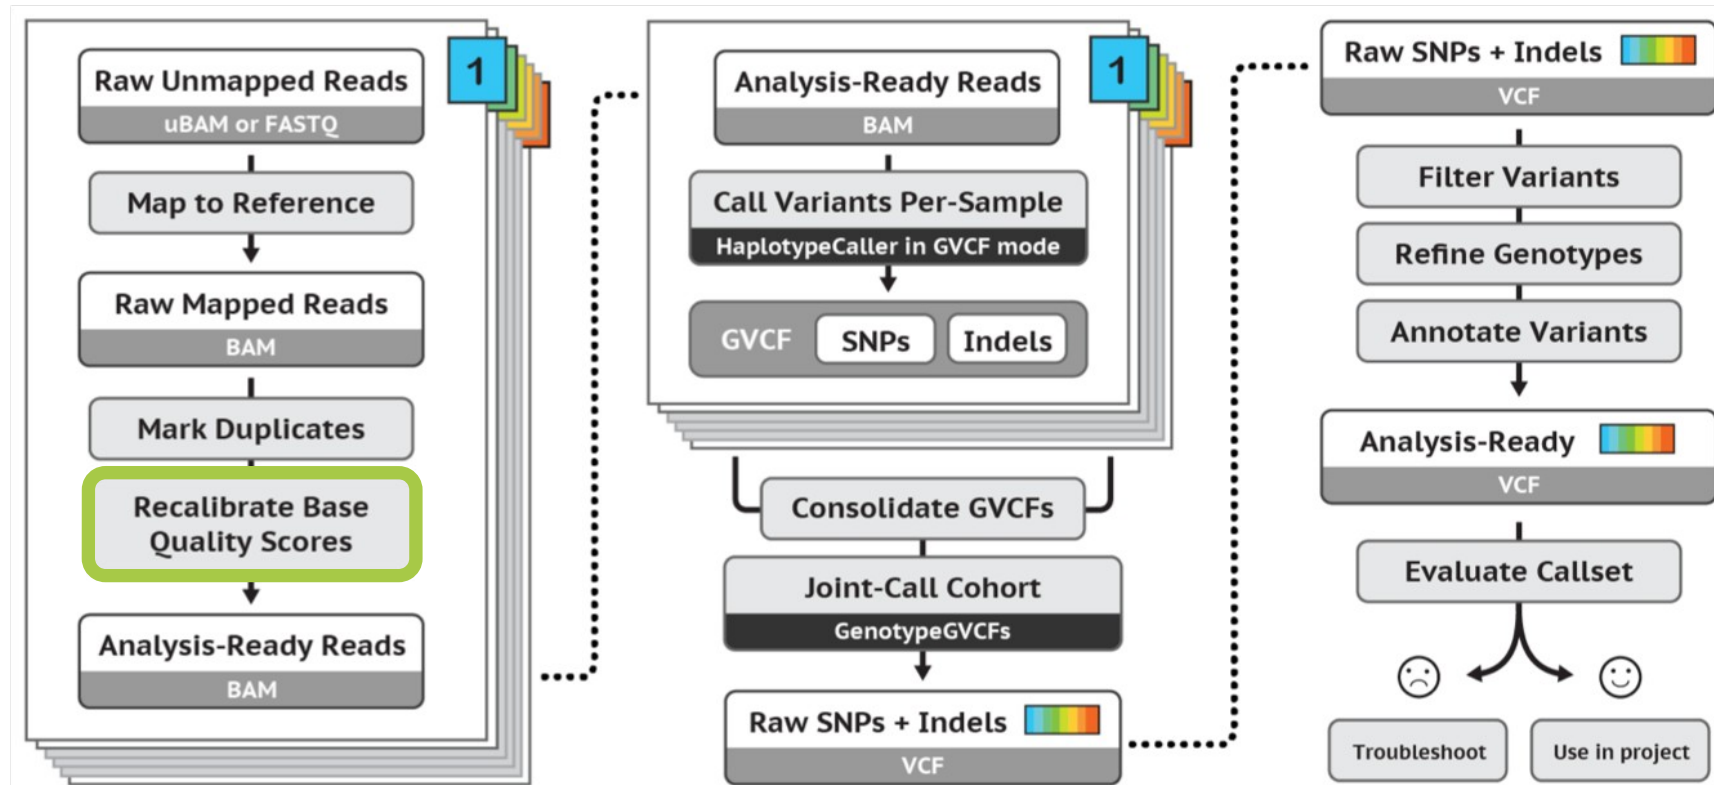 1
Raw Unmapped Reads
uBAM or FASTQ
Map to Reference
Raw Mapped Reads
BAM
Mark Duplicates
Recalibrate Base
Quality Scores
Analysis-Ready Reads
BAM
1
Analysis-Ready Reads
BAM
Call Variants Per-Sample
HaplotypeCaller in GVCF mode
GVCF
SNPs
Indels
Consolidate GVCFs
Joint-Call Cohort
GenotypeGVCFs
Raw SNPs + Indels
VCF
Raw SNPs + Indels
VCF
Filter Variants
Refine Genotypes
Annotate Variants
Analysis-Ready
VCF
Evaluate Callset
Troubleshoot
Use in project